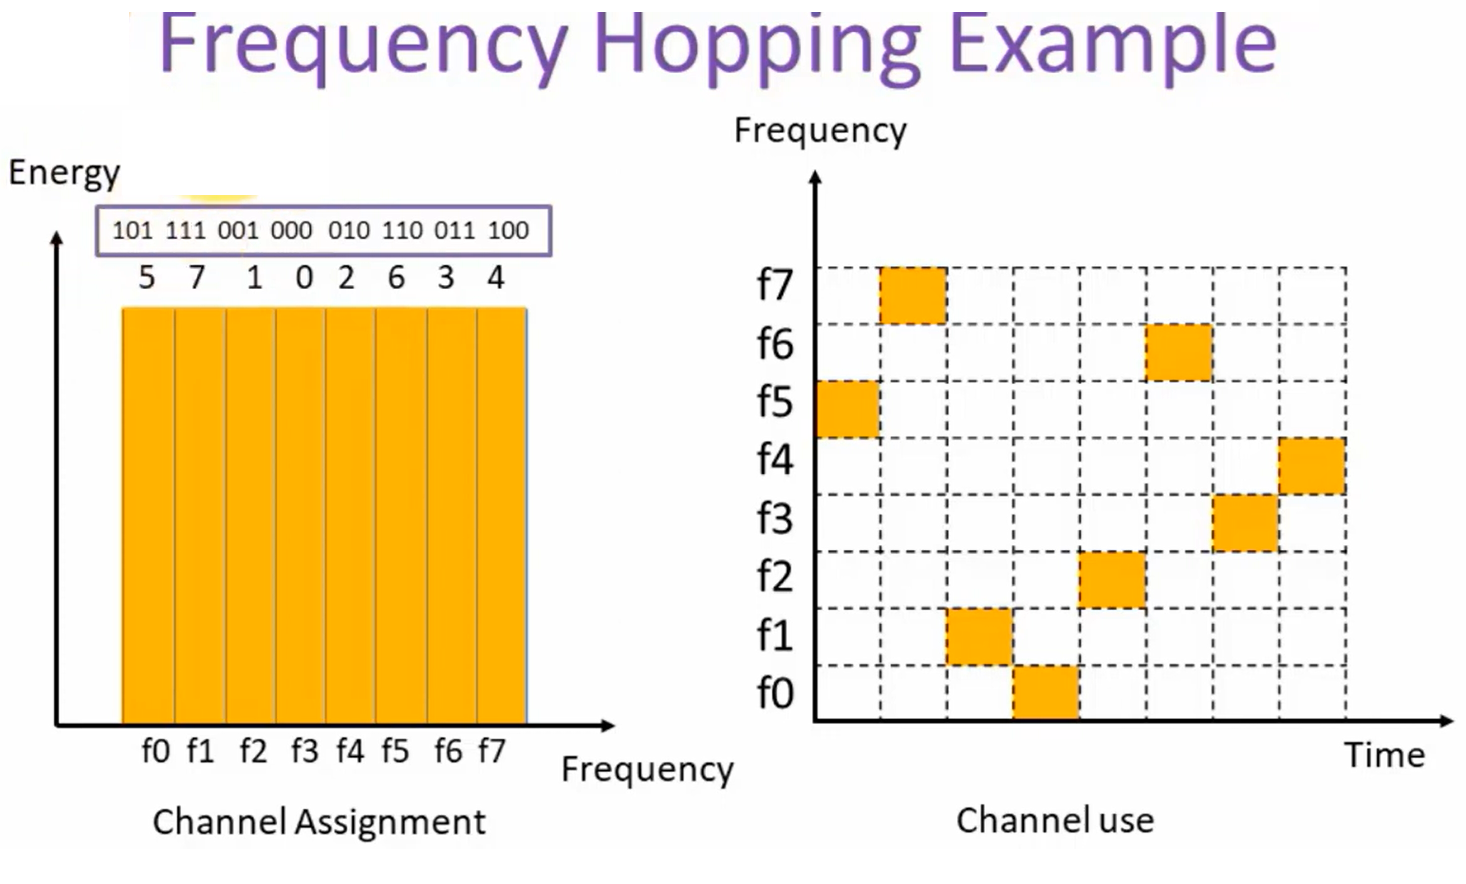 Frequency Hopping Example
Energy
101 111 001 000 010 110 011 100
5 7 1 0 2 6 3 4
f0 f1 f2 f3 f4 f5 f6 f7
Frequency
Channel Assignment
Frequency
f7
f6
f5
f4
f3
f2
f1
f0
Time
Channel use